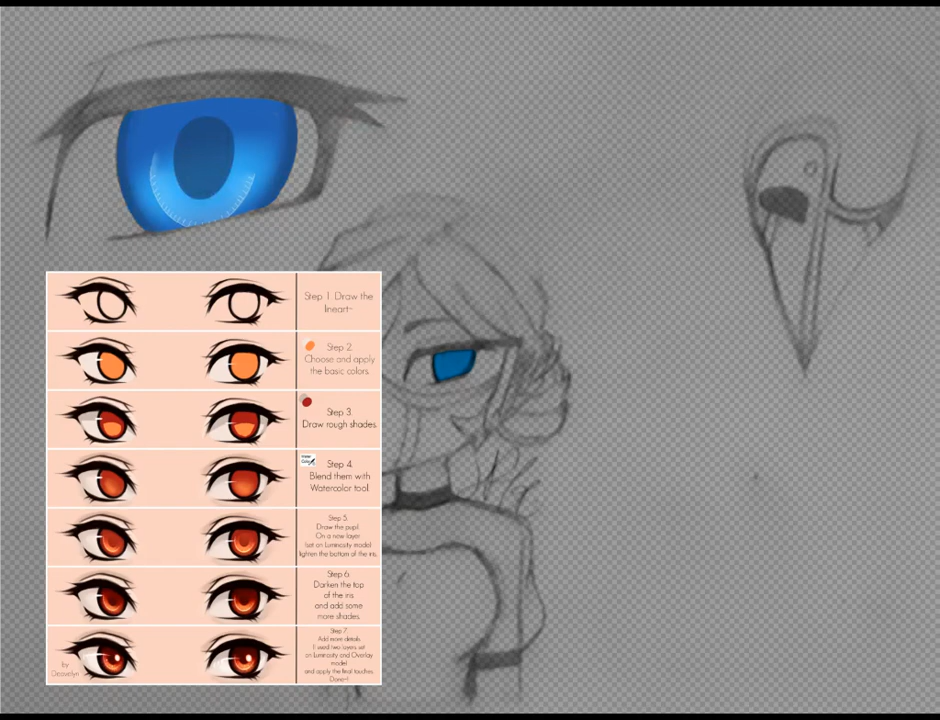 Step 1. Draw the
lineart~
Step 2.
Choose and apply
the basic colors.
Step 3.
Draw rough shades.
Step 4.
Blend them with
Watercolor tool
Step 5.
Draw the pupil.
On a new layer
(set on Luminosity mode)
lighten the bottom of the iris.
Step 6.
Darken the top
of the iris
and add some
more shades.
Step 7.
Add more details.
I used two layers set
on Luminosity and Overlay
model
and apply the final touches.
Done~!
by